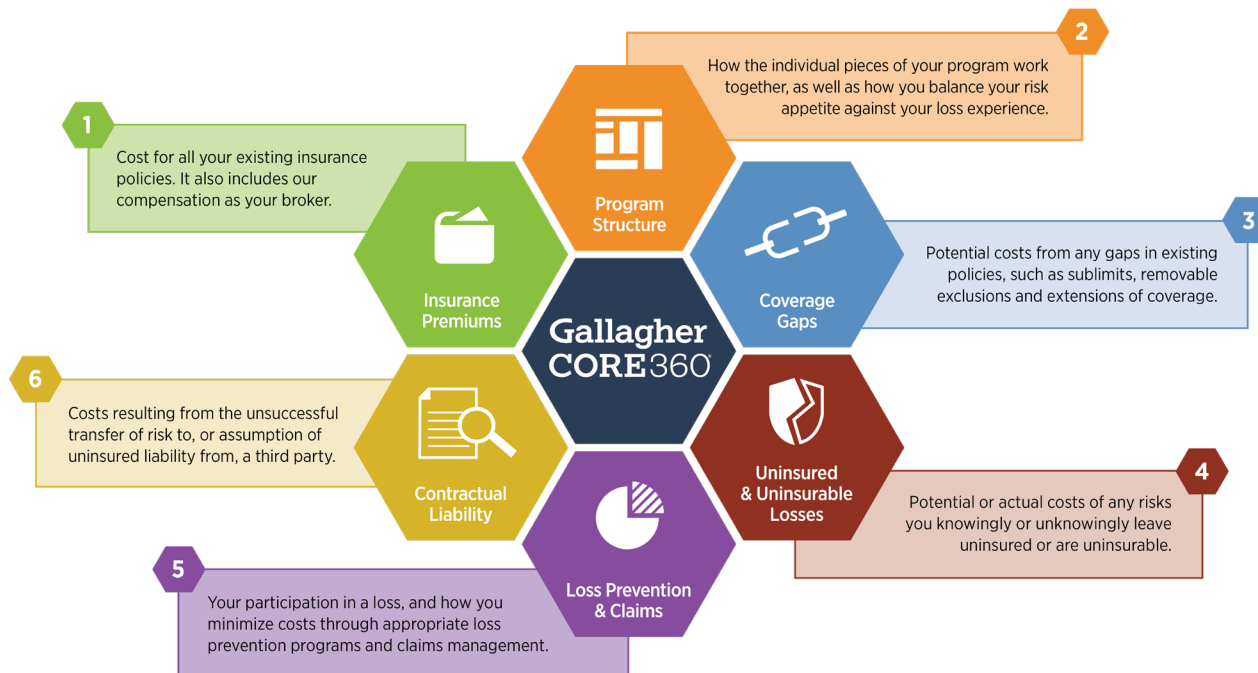 1
Cost for all your existing insurance
policies. It also includes our
compensation as your broker.
Insurance
Premiums
2
How the individual pieces of your program work
together, as well as how you balance your risk
appetite against your loss experience.
Program
Structure
3
Potential costs from any gaps in existing
policies, such as sublimits, removable
exclusions and extensions of coverage.
Coverage
Gaps
Gallagher
CORE360®
4
Potential or actual costs of any risks
you knowingly or unknowingly leave
uninsured or are uninsurable.
Uninsured
& Uninsurable
Losses
5
Your participation in a loss, and how you
minimize costs through appropriate loss
prevention programs and claims management.
Loss Prevention
& Claims
6
Costs resulting from the unsuccessful
transfer of risk to, or assumption of
uninsured liability from, a third party.
Contractual
Liability